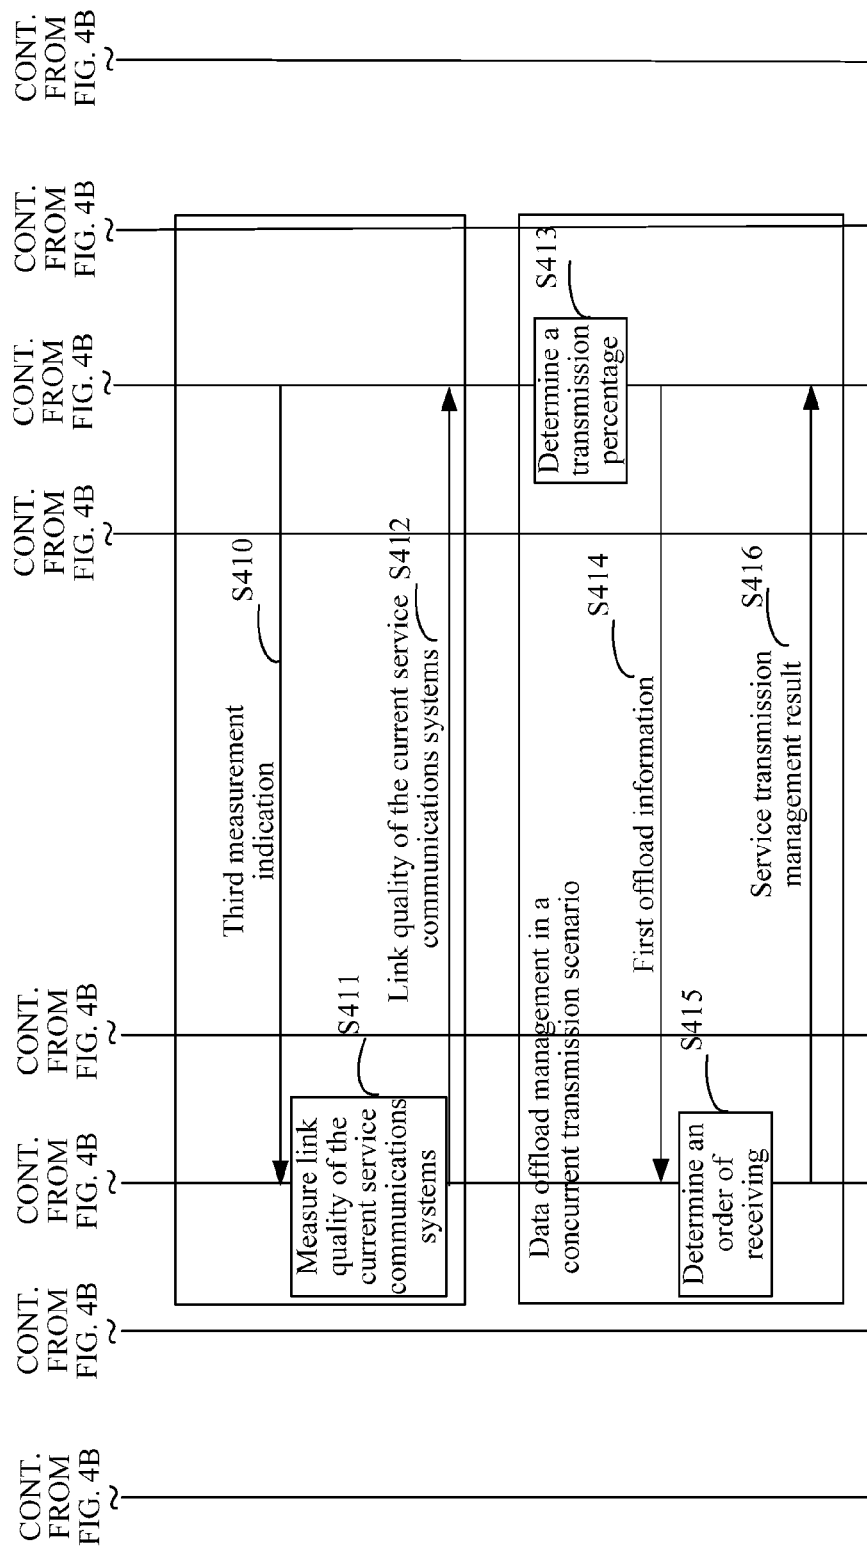 CONT.
FROM
FIG. 4B
CONT.
FROM
FIG. 4B
CONT.
FROM
FIG. 4B
CONT.
FROM
FIG. 4B
CONT.
FROM
FIG. 4B
CONT.
FROM
FIG. 4B
CONT.
FROM
FIG. 4B
CONT.
FROM
FIG. 4B
Third measurement
indication
S410
Measure link
quality of the
current service
communications
systems
S411
Link quality of the current service
communications systems
S412
Data offload management in a
concurrent transmission scenario
Determine a
transmission
percentage
S413
First offload information
S414
Determine an
order of
receiving
S415
Service transmission
management result
S416